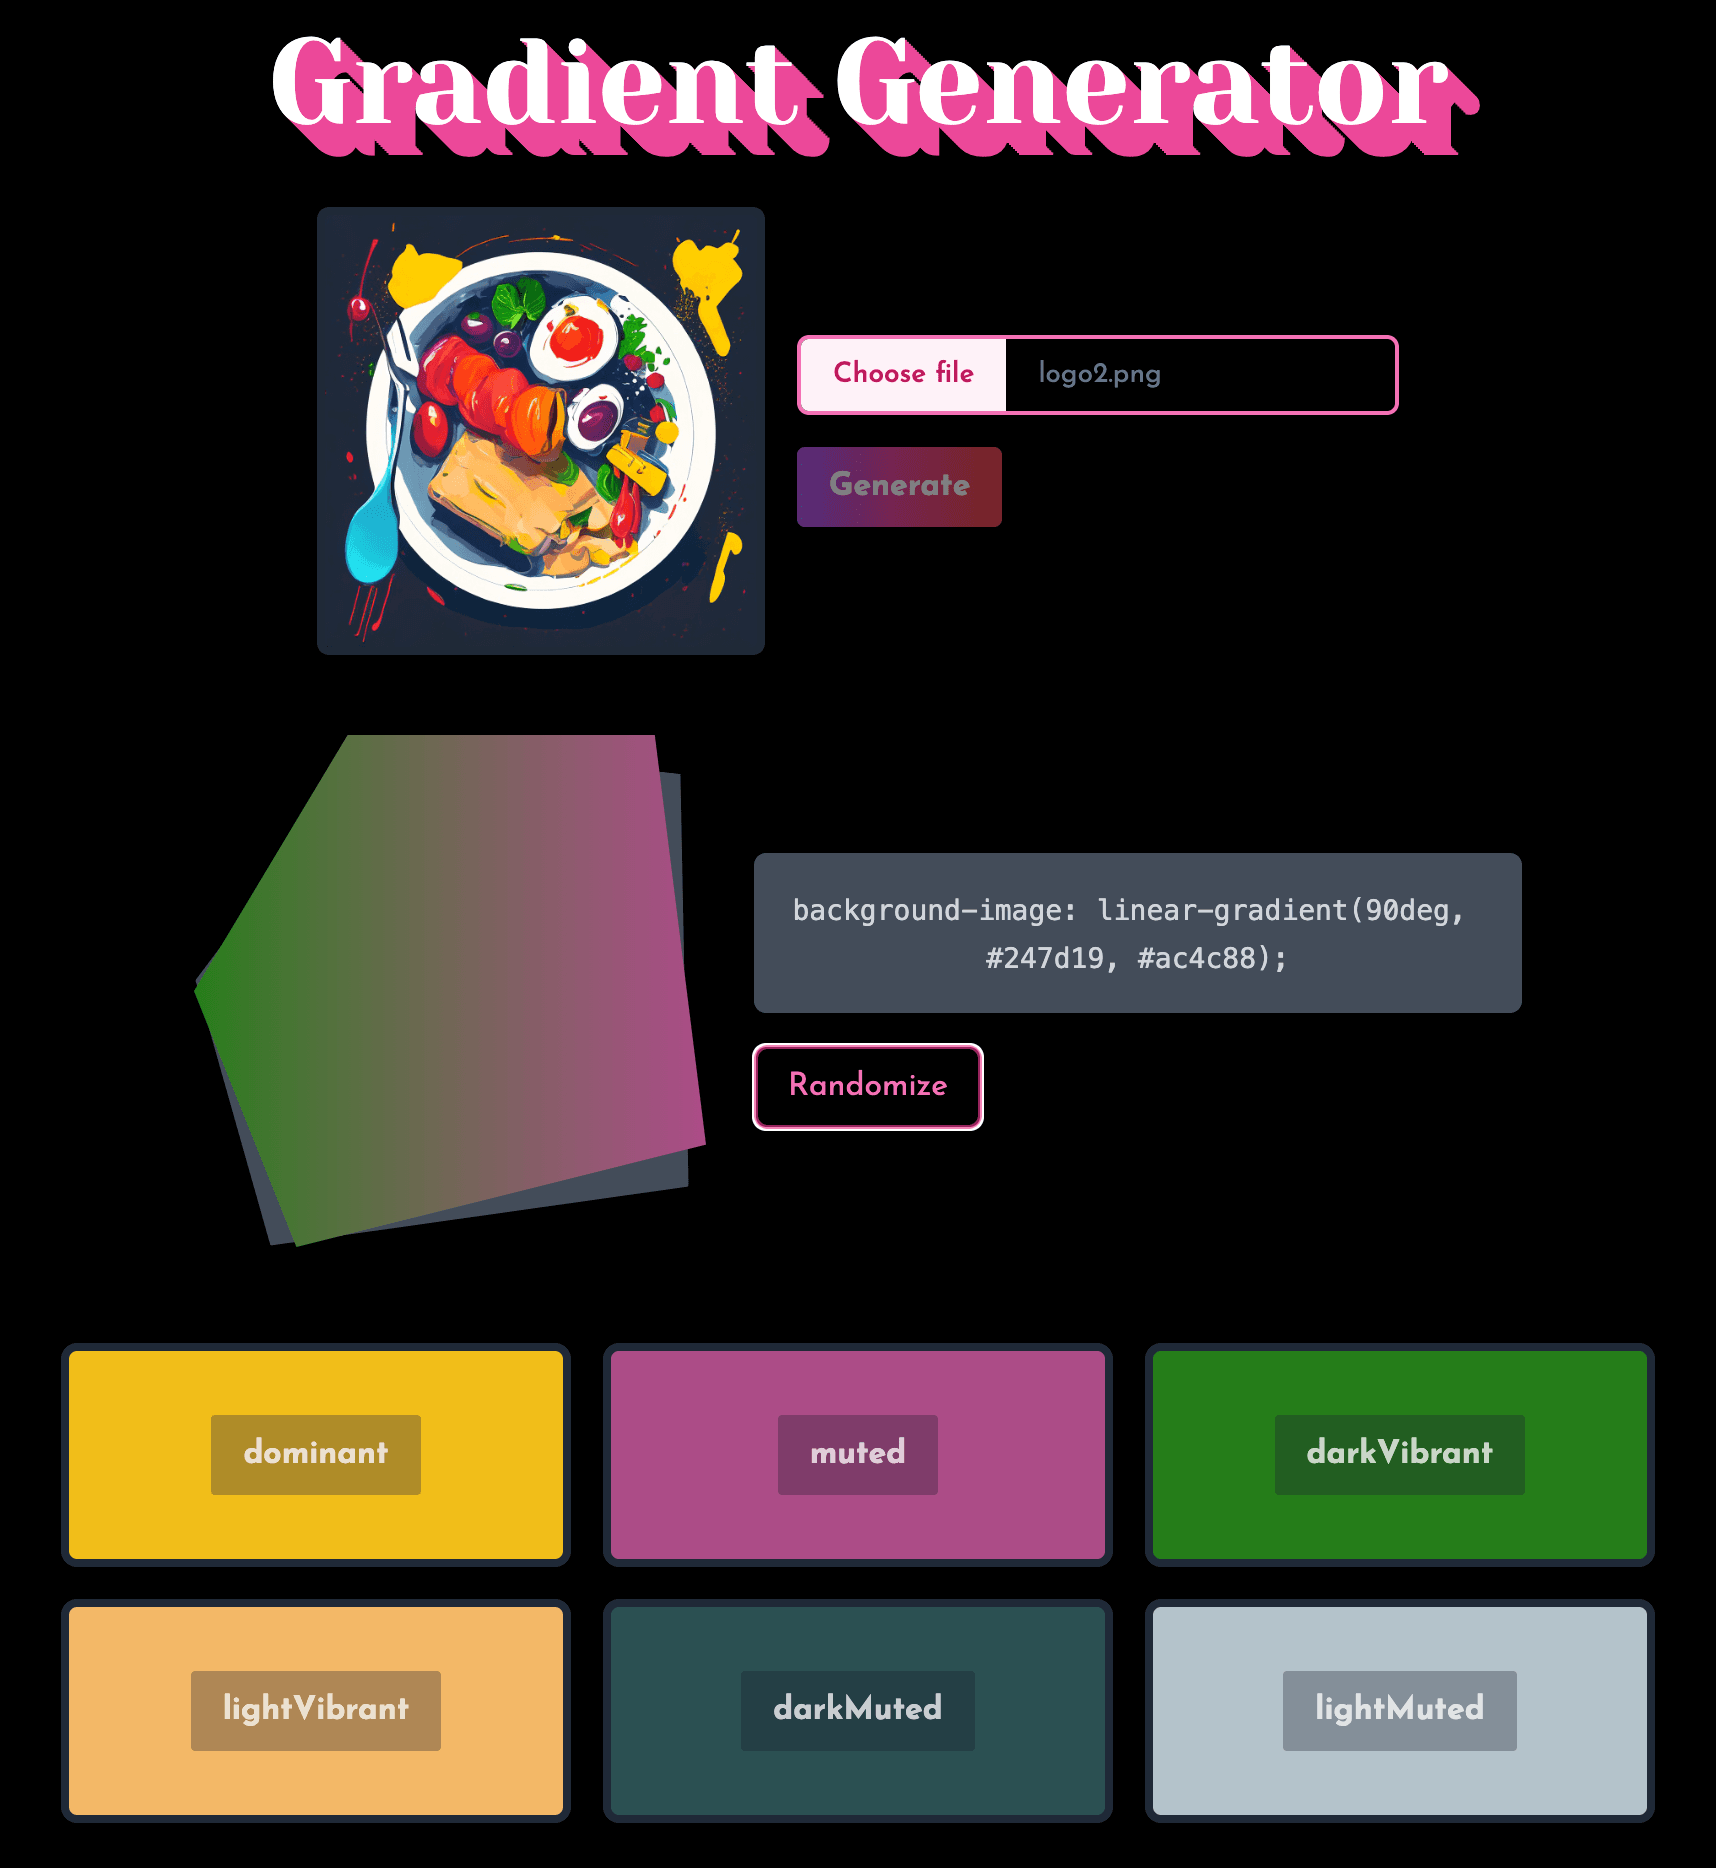 Gradient Generator
Choose file logo2.png
Generate
background-image: linear-gradient(90deg,
#247d19, #ac4c88);
Randomize
dominant muted darkVibrant
lightVibrant darkMuted lightMuted